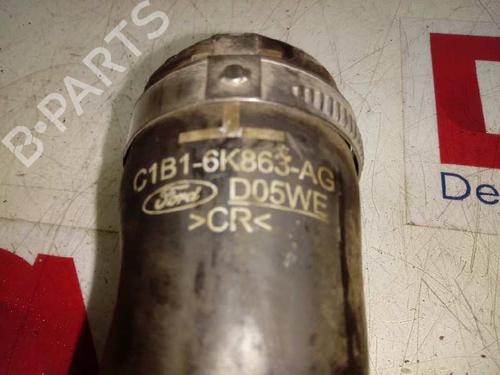 B-PARTS
C1B1-6K863-AG
Ford D05WE
>CR<
De